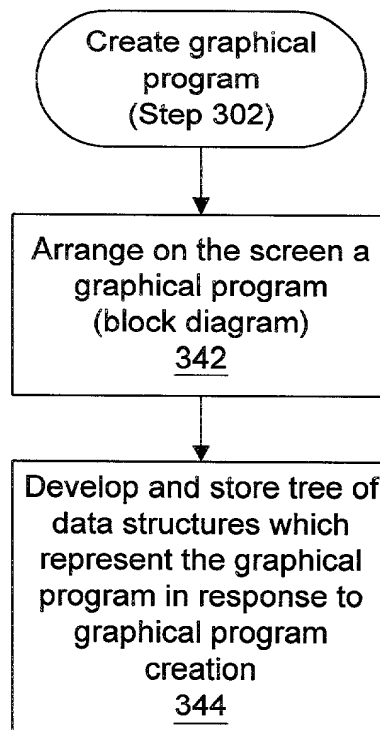 Create graphical
program
(Step 302)
Arrange on the screen a
graphical program
(block diagram)
342
Develop and store tree of
data structures which
represent the graphical
program in response to
graphical program
creation
344